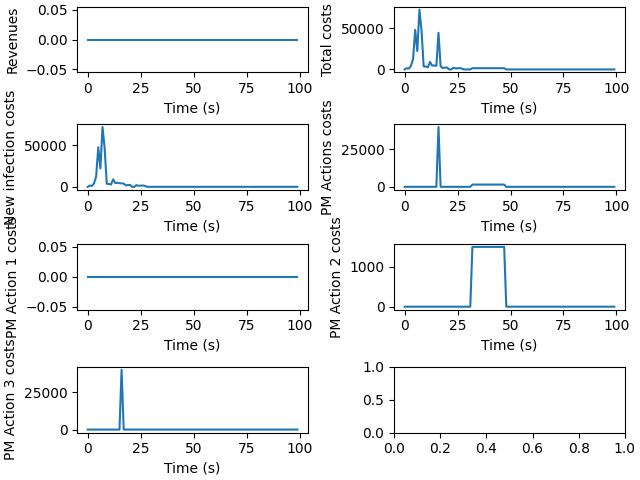 Revenues
0.05
0.00
−0.05
0 25 50 75 100
Time (s)
Total costs
50000
0
0 25 50 75 100
Time (s)
New infection costs
50000
0
0 25 50 75 100
Time (s)
PM Actions costs
25000
0
0 25 50 75 100
Time (s)
PM Action 1 costs
0.05
0.00
−0.05
0 25 50 75 100
Time (s)
PM Action 2 costs
1000
0
0 25 50 75 100
Time (s)
PM Action 3 costs
25000
0
0 25 50 75 100
Time (s)
1.0
0.5
0.0
0.0 0.2 0.4 0.6 0.8 1.0